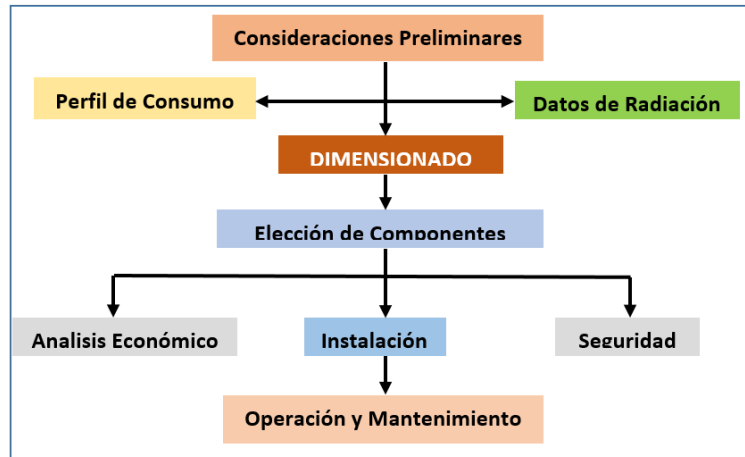 Consideraciones Preliminares
Perfil de Consumo
Datos de Radiación
DIMENSIONADO
Elección de Componentes
Analisis Económico
Instalación
Seguridad
Operación y Mantenimiento